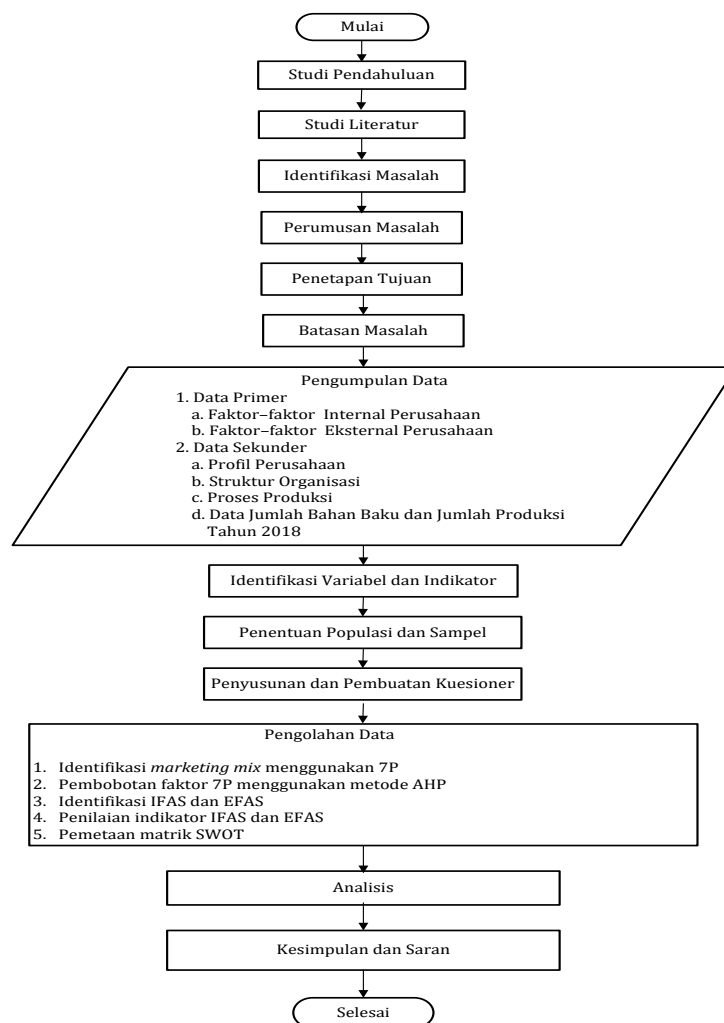 Mulai
Studi Pendahuluan
Studi Literatur
Identifikasi Masalah
Perumusan Masalah
Penetapan Tujuan
Batasan Masalah
Pengumpulan Data
1. Data Primer
a. Faktor–faktor Internal Perusahaan
b. Faktor–faktor Eksternal Perusahaan
2. Data Sekunder
a. Profil Perusahaan
b. Struktur Organisasi
c. Proses Produksi
d. Data Jumlah Bahan Baku dan Jumlah Produksi
Tahun 2018
Identifikasi Variabel dan Indikator
Penentuan Populasi dan Sampel
Penyusunan dan Pembuatan Kuesioner
Pengolahan Data
1. Identifikasi marketing mix menggunakan 7P
2. Pembobotan faktor 7P menggunakan metode AHP
3. Identifikasi IFAS dan EFAS
4. Penilaian indikator IFAS dan EFAS
5. Pemetaan matrik SWOT
Analisis
Kesimpulan dan Saran
Selesai